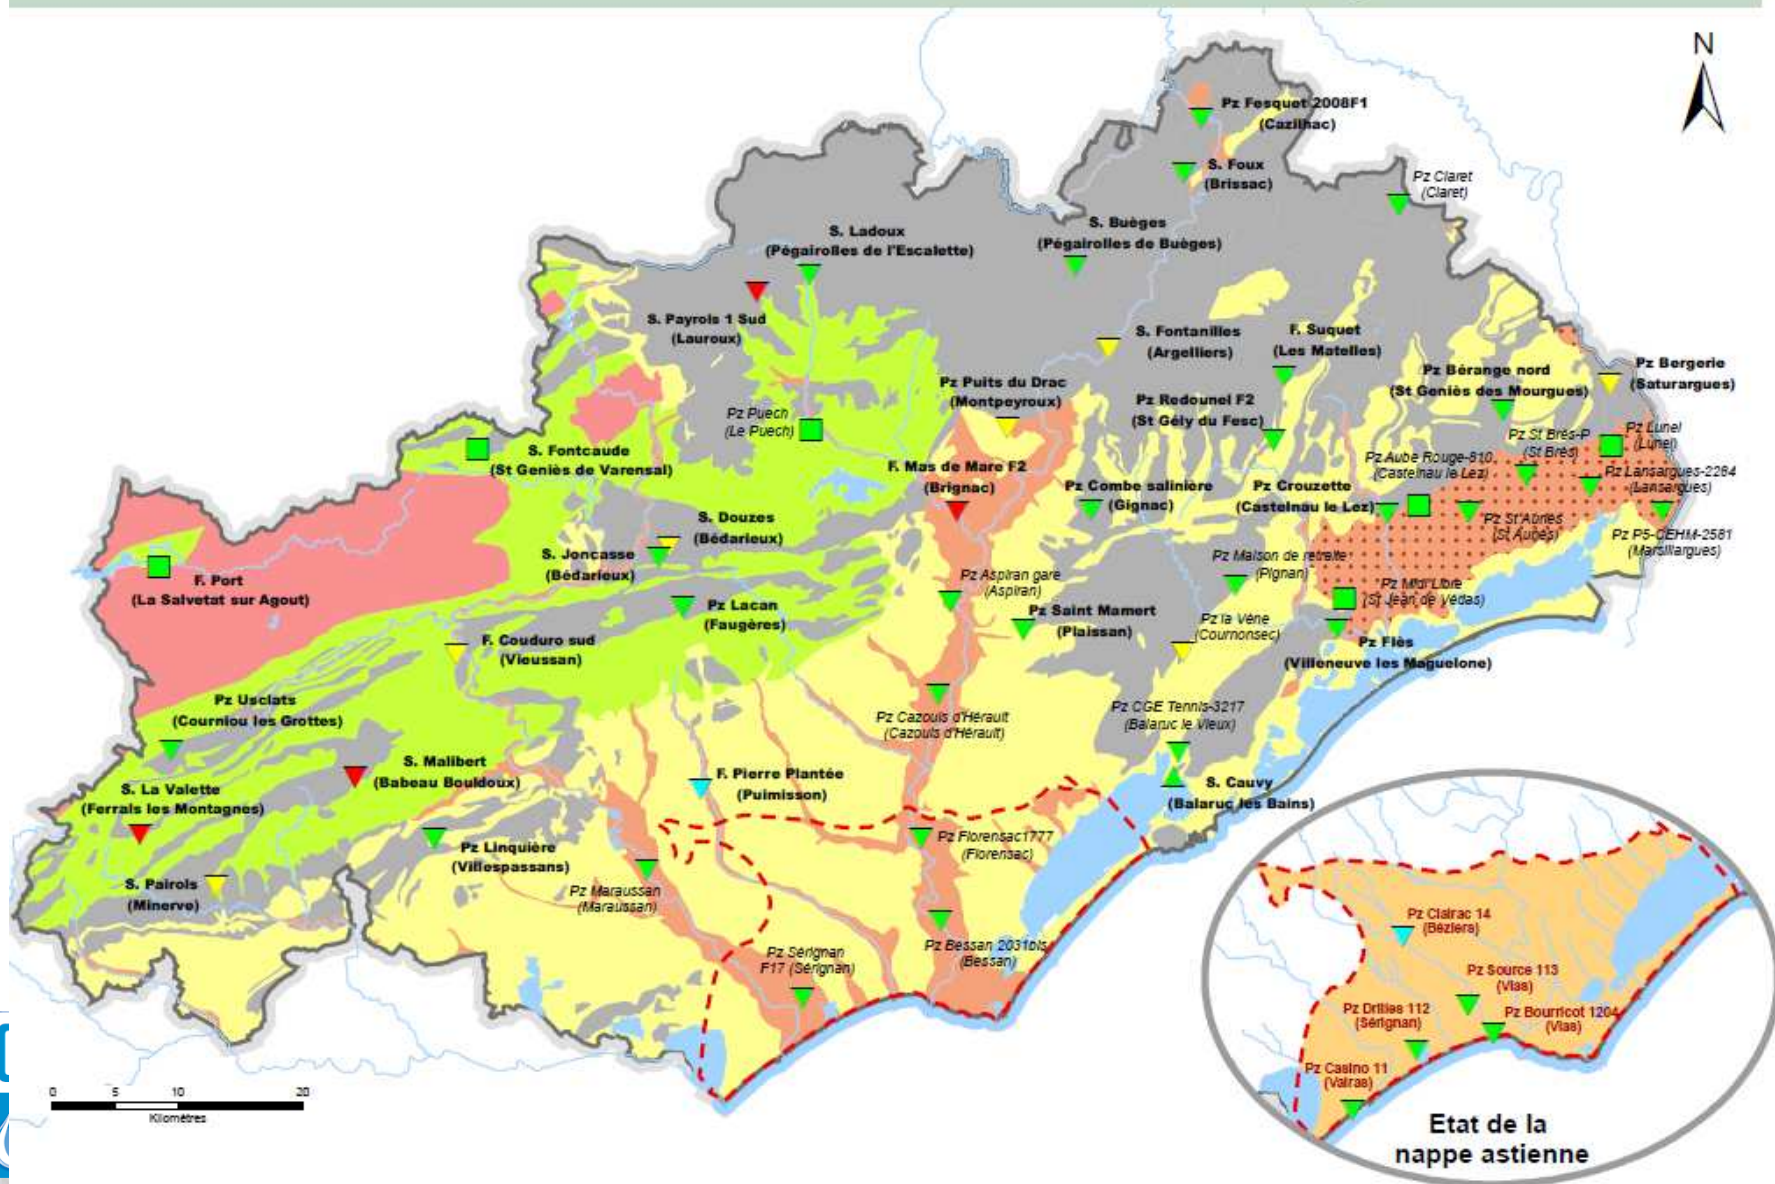 N
Pz Fesquet 2008F1
(Cazilhac)
S. Foux
(Brissac)
Pz Claret
(Claret)
S. Buèges
(Pégairolles de Buèges)
S. Ladoux
(Pégairolles de l'Escalette)
S. Payrols 1 Sud
(Lauroux)
S. Fontanilles
(Argelliers)
F. Suquet
(Les Matelles)
Pz Bergerie
(Saturargues)
Pz Bérange nord
(St Geniès des Mourgues)
Pz Puits du Drac
(Montpeyroux)
Pz Redounel F2
(St Gély du Fesc)
Pz Puech
(Le Puech)
Pz St Brès-P
(St Brès)
Pz Lunel
(Lunel)
S. Fontcaude
(St Geniès de Varensal)
F. Mas de Mare F2
(Brignac)
Pz Aube Rouge-810
(Castelnau le Lez)
Pz Lansargues-2284
(Lansargues)
Pz Combe salinière
(Gignac)
Pz Crouzette
(Castelnau le Lez)
S. Douzes
(Bédarieux)
Pz St Aunès
(St Aunès)
Pz P5-CEHM-2581
(Marsillargues)
S. Joncasse
(Bédarieux)
Pz Maison de retraite
(Pignan)
F. Port
(La Salvetat sur Agout)
Pz Aspiran gare
(Aspiran)
Pz Midi Libre
(St Jean de Védas)
Pz Lacan
(Faugères)
Pz Saint Mamert
(Plaissan)
Pz la Vène
(Cournonsec)
F. Couduro sud
(Vieussan)
Pz Flès
(Villeneuve les Maguelone)
Pz Usclats
(Courniou les Grottes)
Pz Cazouls d'Hérault
(Cazouls d'Hérault)
Pz CGE Tennis-3217
(Balaruc le Vieux)
S. Malibert
(Babeau Bouldoux)
F. Pierre Plantée
(Puimisson)
S. La Valette
(Ferrals les Montagnes)
S. Cauvy
(Balaruc les Bains)
Pz Linquière
(Villespassans)
Pz Florensac1777
(Florensac)
S. Pairols
(Minerve)
Pz Maraussan
(Maraussan)
Pz Sérignan
F17 (Sérignan)
Pz Bessan 2031bis
(Bessan)
Pz Clairac 14
(Béziers)
Pz Source 113
(Vias)
Pz Drilles 112
(Sérignan)
Pz Bourricot 1204
(Vias)
Pz Casino 11
(Valras)
Etat de la
nappe astienne
0 5 10 20
Kilomètres